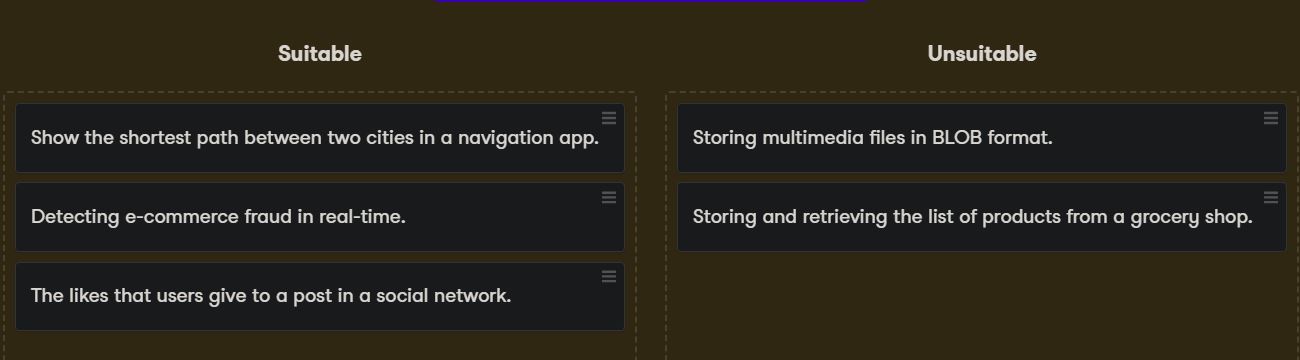 Suitable
Unsuitable
Show the shortest path between two cities in a navigation app.
Storing multimedia files in BLOB format.
Detecting e-commerce fraud in real-time.
Storing and retrieving the list of products from a grocery shop.
The likes that users give to a post in a social network.